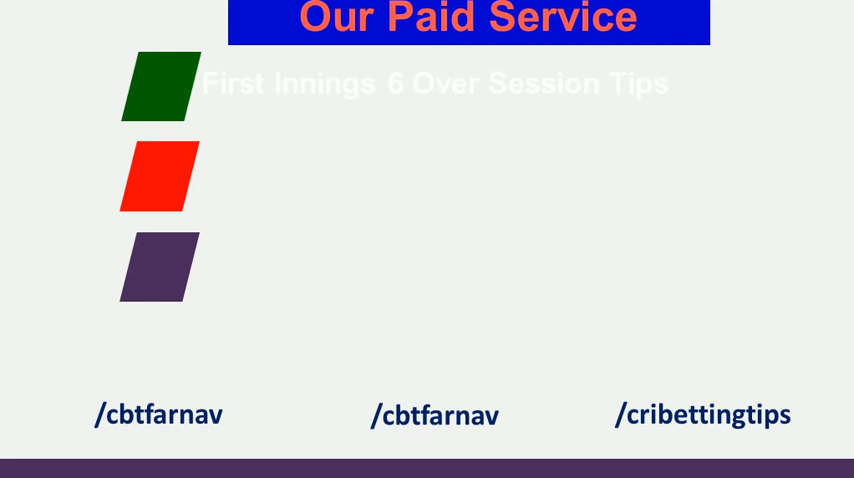 Our Paid Service
First Innings 6 Over Session Tips
/cbtfarnav
/cbtfarnav
/cribettingtips